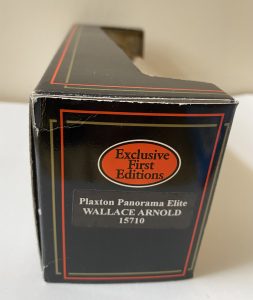 Exclusive
First
Editions
Plaxton Panorama Elite
WALLACE ARNOLD
15710